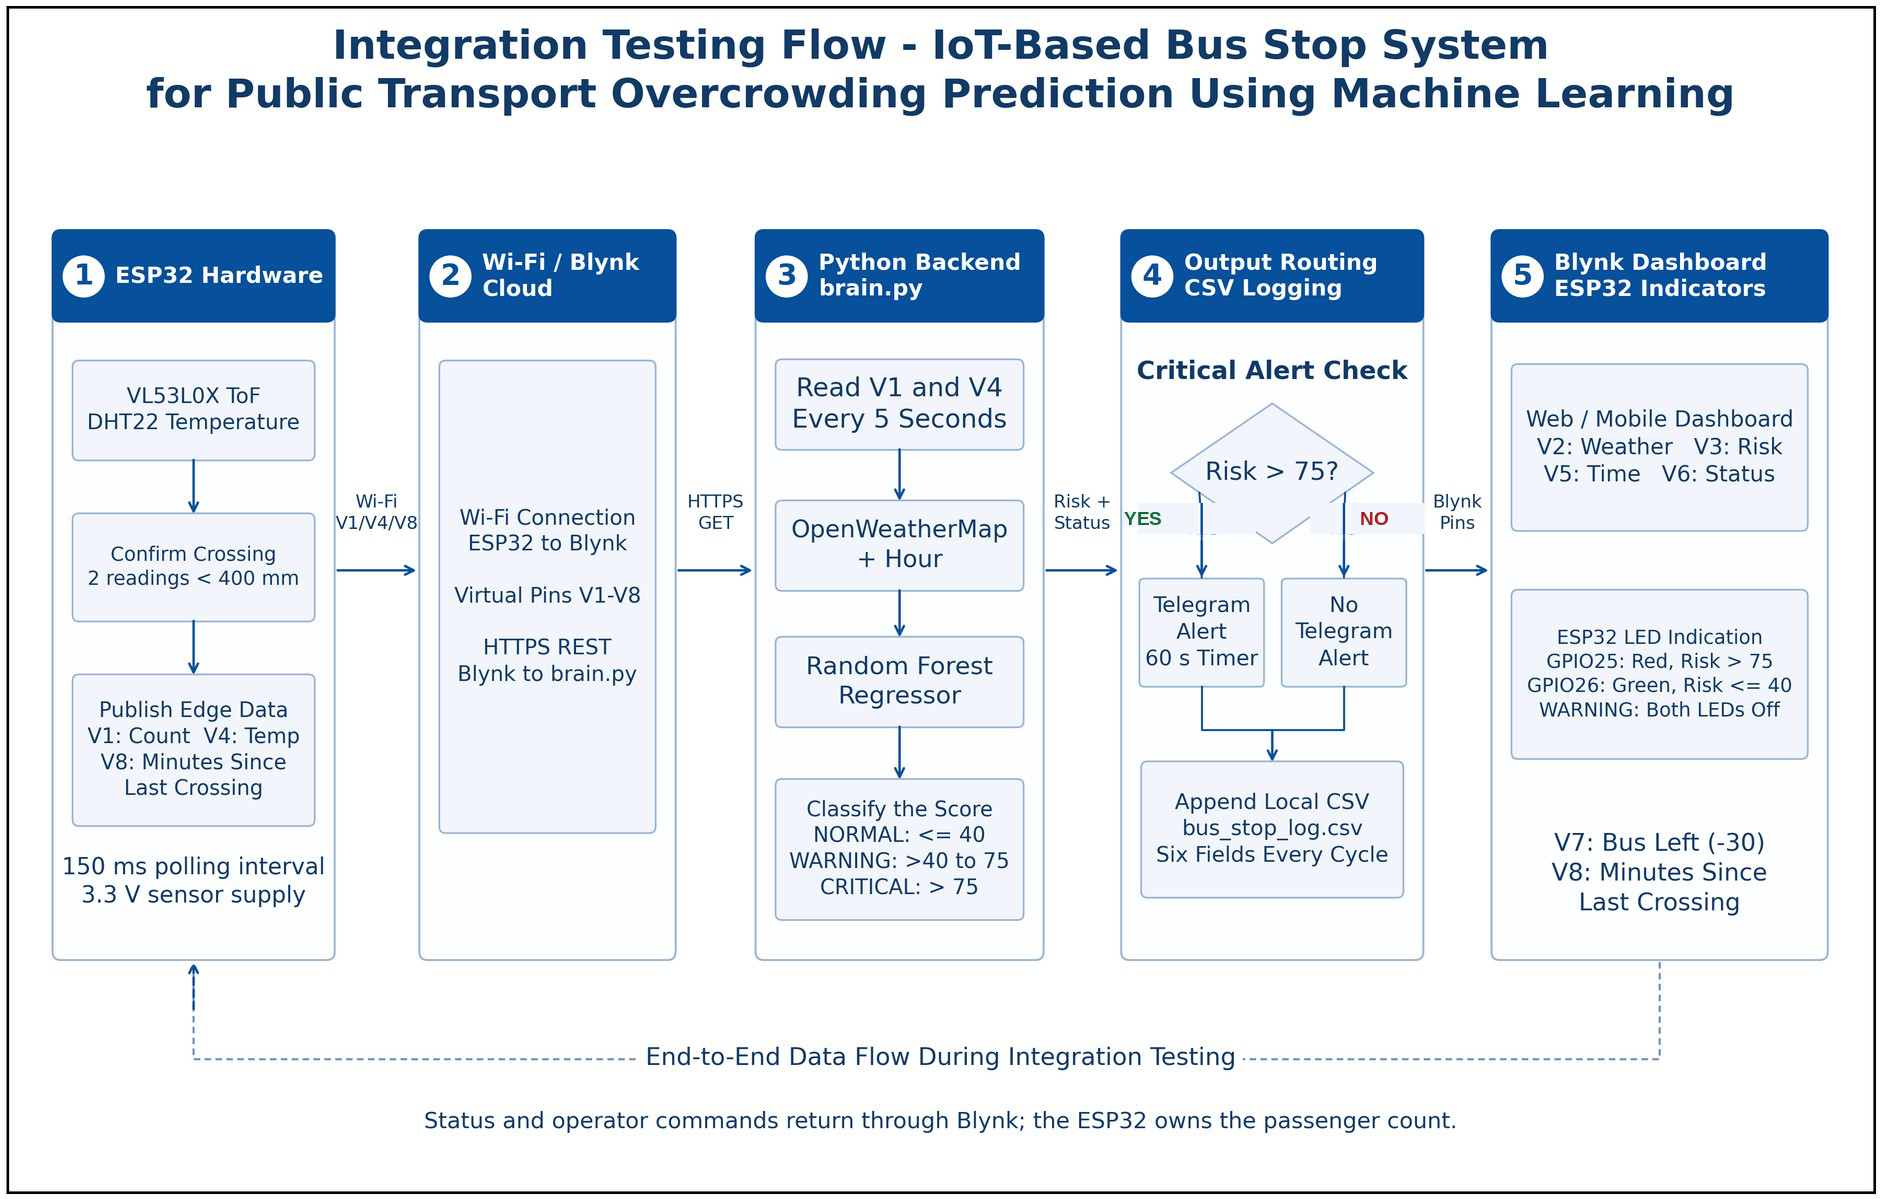 Integration Testing Flow - IoT-Based Bus Stop System
for Public Transport Overcrowding Prediction Using Machine Learning
1 ESP32 Hardware
VL53L0X ToF
DHT22 Temperature
Confirm Crossing
2 readings < 400 mm
Publish Edge Data
V1: Count V4: Temp
V8: Minutes Since
Last Crossing
150 ms polling interval
3.3 V sensor supply
Wi-Fi
V1/V4/V8
2 Wi-Fi / Blynk
Cloud
Wi-Fi Connection
ESP32 to Blynk
Virtual Pins V1-V8
HTTPS REST
Blynk to brain.py
HTTPS
GET
3 Python Backend
brain.py
Read V1 and V4
Every 5 Seconds
OpenWeatherMap
+ Hour
Random Forest
Regressor
Classify the Score
NORMAL: <= 40
WARNING: >40 to 75
CRITICAL: > 75
Risk +
Status
4 Output Routing
CSV Logging
Critical Alert Check
Risk > 75?
YES
NO
Telegram
Alert
60 s Timer
No
Telegram
Alert
Append Local CSV
bus_stop_log.csv
Six Fields Every Cycle
Blynk
Pins
5 Blynk Dashboard
ESP32 Indicators
Web / Mobile Dashboard
V2: Weather V3: Risk
V5: Time V6: Status
ESP32 LED Indication
GPIO25: Red, Risk > 75
GPIO26: Green, Risk <= 40
WARNING: Both LEDs Off
V7: Bus Left (-30)
V8: Minutes Since
Last Crossing
End-to-End Data Flow During Integration Testing
Status and operator commands return through Blynk; the ESP32 owns the passenger count.